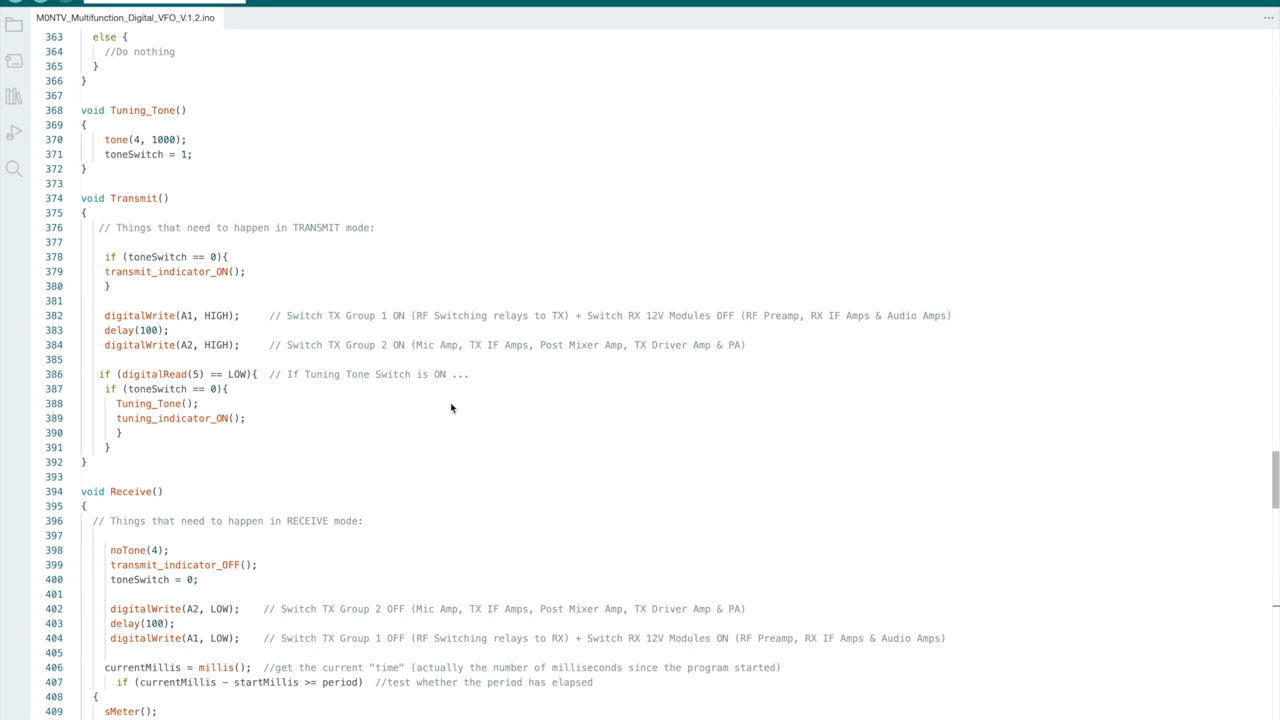 M0NTV_Multifunction_Digital_VFO_V.1.2.ino
...
363 else {
364 //Do nothing
365 }
366 }
367
368 void Tuning_Tone()
369 {
370 tone(4, 1000);
371 toneSwitch = 1;
372 }
373
374 void Transmit()
375 {
376 // Things that need to happen in TRANSMIT mode:
377
378 if (toneSwitch == 0){
379 transmit_indicator_ON();
380 }
381
382 digitalWrite(A1, HIGH); // Switch TX Group 1 ON (RF Switching relays to TX) + Switch RX 12V Modules OFF (RF Preamp, RX IF Amps & Audio Amps)
383 delay(100);
384 digitalWrite(A2, HIGH); // Switch TX Group 2 ON (Mic Amp, TX IF Amps, Post Mixer Amp, TX Driver Amp & PA)
385
386 if (digitalRead(5) == LOW){ // If Tuning Tone Switch is ON ...
387 if (toneSwitch == 0){
388 Tuning_Tone();
389 tuning_indicator_ON();
390 }
391 }
392 }
393
394 void Receive()
395 {
396 // Things that need to happen in RECEIVE mode:
397
398 noTone(4);
399 transmit_indicator_OFF();
400 toneSwitch = 0;
401
402 digitalWrite(A2, LOW); // Switch TX Group 2 OFF (Mic Amp, TX IF Amps, Post Mixer Amp, TX Driver Amp & PA)
403 delay(100);
404 digitalWrite(A1, LOW); // Switch TX Group 1 OFF (RF Switching relays to RX) + Switch RX 12V Modules ON (RF Preamp, RX IF Amps & Audio Amps)
405
406 currentMillis = millis(); //get the current "time" (actually the number of milliseconds since the program started)
407 if (currentMillis - startMillis >= period) //test whether the period has elapsed
408 {
409 sMeter();